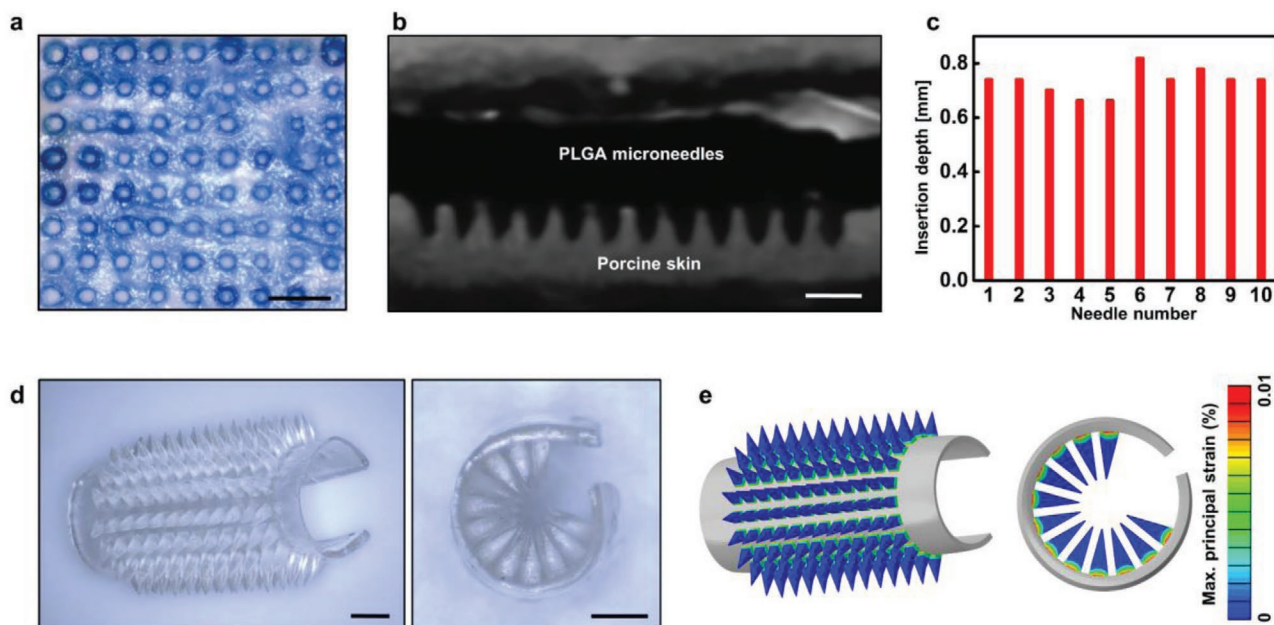 a
b
PLGA microneedles
Porcine skin
c
Insertion depth [mm]
0.8
0.6
0.4
0.2
0.0
1 2 3 4 5 6 7 8 9 10
Needle number
d
e
Max. principal strain (%)
0.01
0